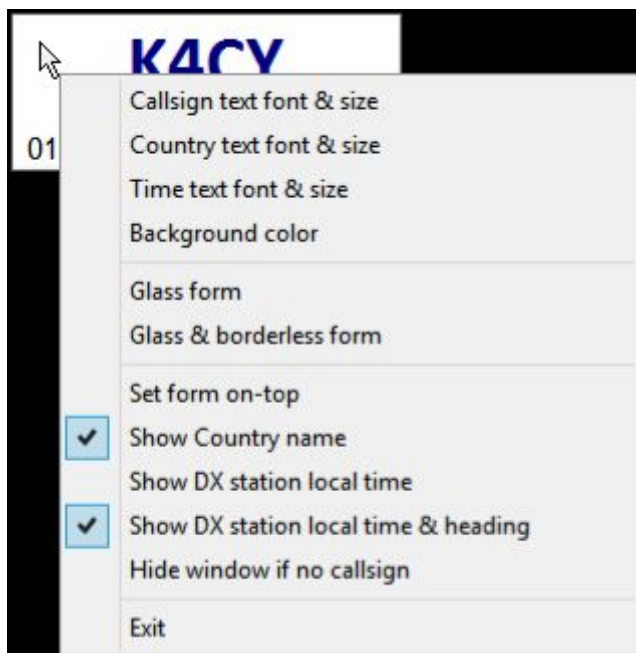 K4CY
Callsign text font & size
01
Country text font & size
Time text font & size
Background color
Glass form
Glass & borderless form
Set form on-top
Show Country name
Show DX station local time
Show DX station local time & heading
Hide window if no callsign
Exit